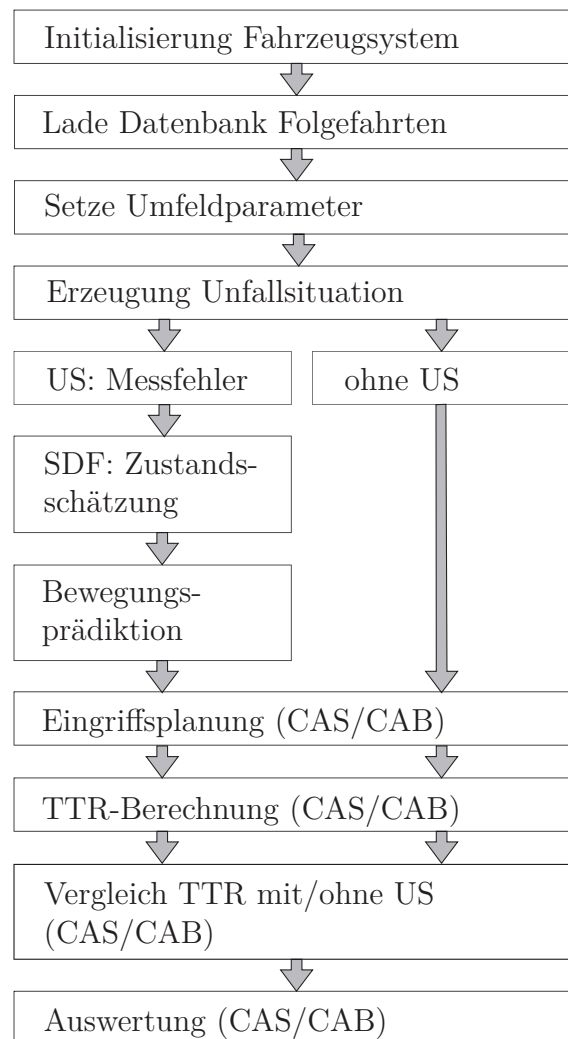 Initialisierung Fahrzeugsystem
Lade Datenbank Folgefahrten
Setze Umfeldparameter
Erzeugung Unfallsituation
US: Messfehler
ohne US
SDF: Zustands-
schätzung
Bewegungs-
prädiktion
Eingriffsplanung (CAS/CAB)
TTR-Berechnung (CAS/CAB)
Vergleich TTR mit/ohne US
(CAS/CAB)
Auswertung (CAS/CAB)